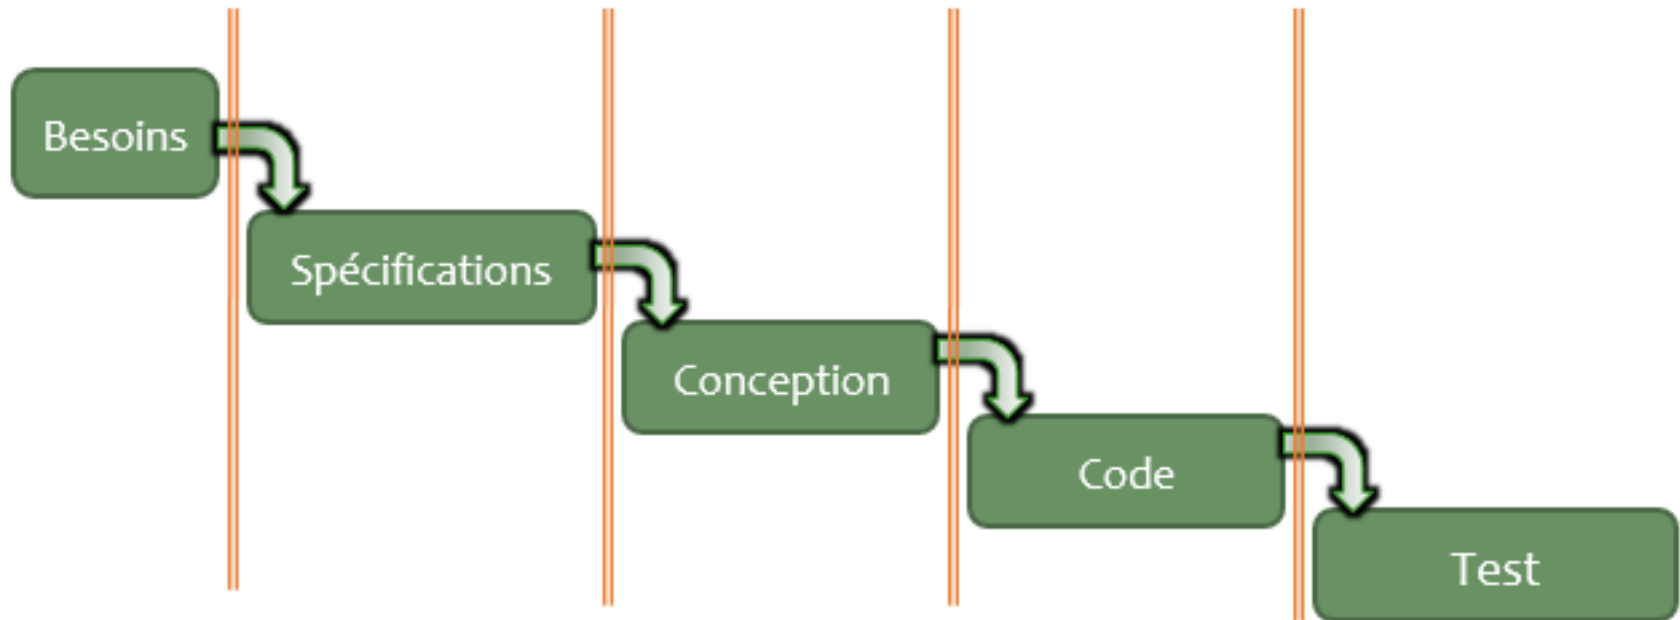 Besoins
Spécifications
Conception
Code
Test